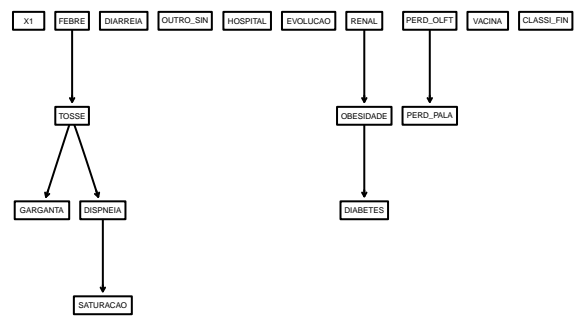 X1 FEBRE DIARREIA OUTRO_SIN HOSPITAL EVOLUCAO RENAL PERD_OLFT VACINA CLASSI_FIN
TOSSE OBESIDADE PERD_PALA
GARGANTA DISPNEIA DIABETES
SATURACAO